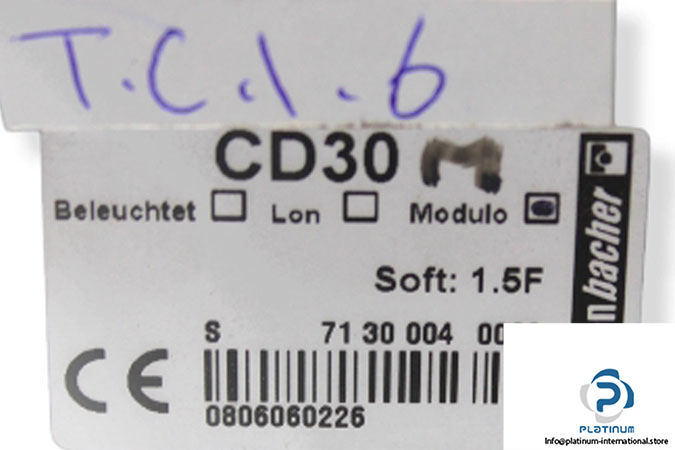 T.C.1.6
CD30 M
Beleuchtet Lon Modulo
bacher
Soft: 1.5F
S 71 30 004
CE
0806060226
PLATINUM
Info@platinum-international.store